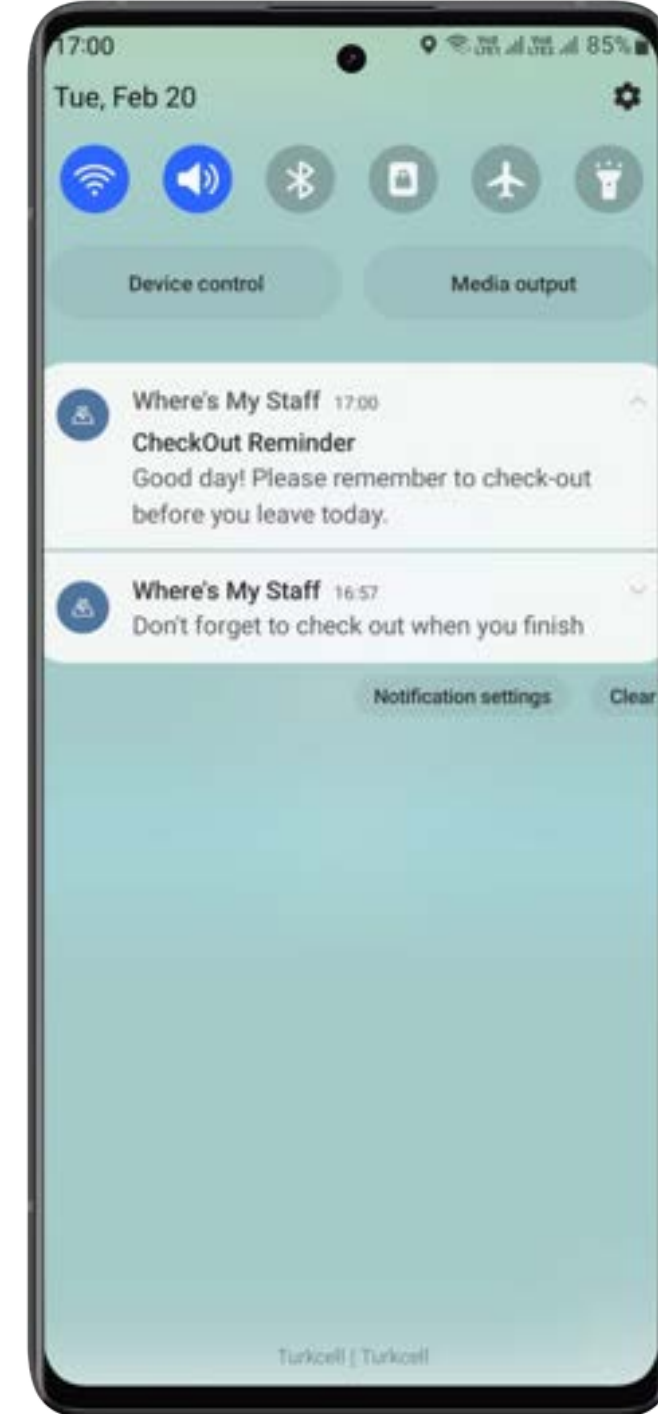 17:00
85%
Tue, Feb 20
Device control
Media output
Where's My Staff 17:00
CheckOut Reminder
Good day! Please remember to check-out
before you leave today.
Where's My Staff 16:57
Don't forget to check out when you finish
Notification settings
Clear
Turkcell | Turkcell